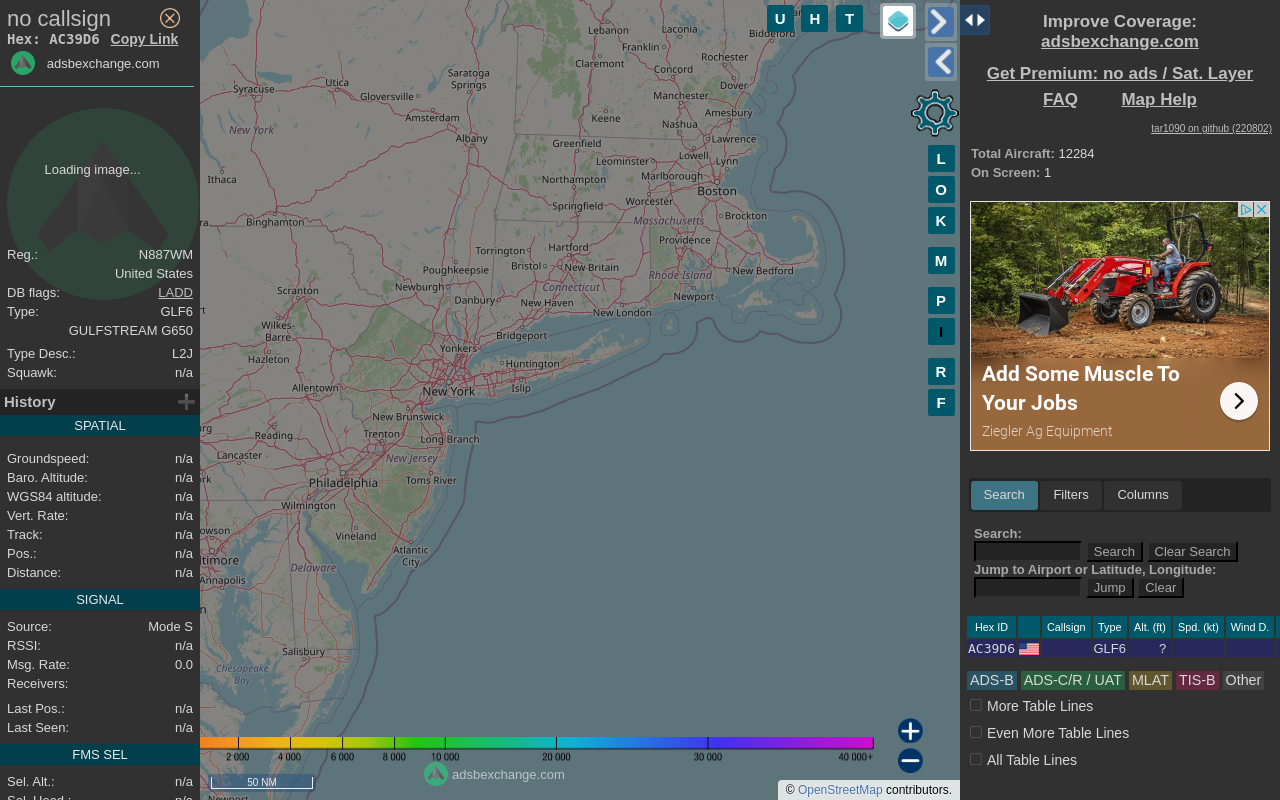 no callsign
Hex: AC39D6 Copy Link
adsbexchange.com
Loading image...
Reg.: N887WM
United States
DB flags: LADD
Type: GLF6
GULFSTREAM G650
Type Desc.: L2J
Squawk: n/a
History
SPATIAL
Groundspeed: n/a
Baro. Altitude: n/a
WGS84 altitude: n/a
Vert. Rate: n/a
Track: n/a
Pos.: n/a
Distance: n/a
SIGNAL
Source: Mode S
RSSI: n/a
Msg. Rate: 0.0
Receivers:
Last Pos.: n/a
Last Seen: n/a
FMS SEL
Sel. Alt.: n/a
U H T
L
O
K
M
P
I
R
F
Lebanon
Laconia
Biddeford
Franklin
Rochester
Claremont
Concord
Dover
Saratoga
Springs
Utica
Syracuse
Gloversville
Manchester
Amesbury
Amsterdam
Keene
Nashua
New York
Albany
Greenfield
Lawrence
Leominster
Lowell
Lynn
Ithaca
Northampton
Marlborough
Boston
Worcester
Springfield
Binghamton
Massachusetts
Brockton
Providence
Torrington
Hartford
Poughkeepsie
Bristol
New Britain
New Bedford
Rhode Island
Newburgh
Connecticut
Scranton
Danbury
New Haven
Newport
New London
Wilkes-
Barre
Bridgeport
Yonkers
Hazleton
Huntington
Allentown
New York
Islip
New Brunswick
Reading
Trenton
Long Branch
Lancaster
New Jersey
Philadelphia
Toms River
Wilmington
Vineland
Atlantic
City
Annapolis
Delaware
Salisbury
Chesapeake
Bay
2 000 4 000 6 000 8 000 10 000 20 000 30 000 40 000+
50 NM
adsbexchange.com
© OpenStreetMap contributors.
Improve Coverage:
adsbexchange.com
Get Premium: no ads / Sat. Layer
FAQ Map Help
tar1090 on github (220802)
Total Aircraft: 12284
On Screen: 1
Add Some Muscle To
Your Jobs
Ziegler Ag Equipment
Search Filters Columns
Search:
Search Clear Search
Jump to Airport or Latitude, Longitude:
Jump Clear
Hex ID Callsign Type Alt. (ft) Spd. (kt) Wind D.
AC39D6 GLF6 ?
ADS-B ADS-C/R / UAT MLAT TIS-B Other
More Table Lines
Even More Table Lines
All Table Lines